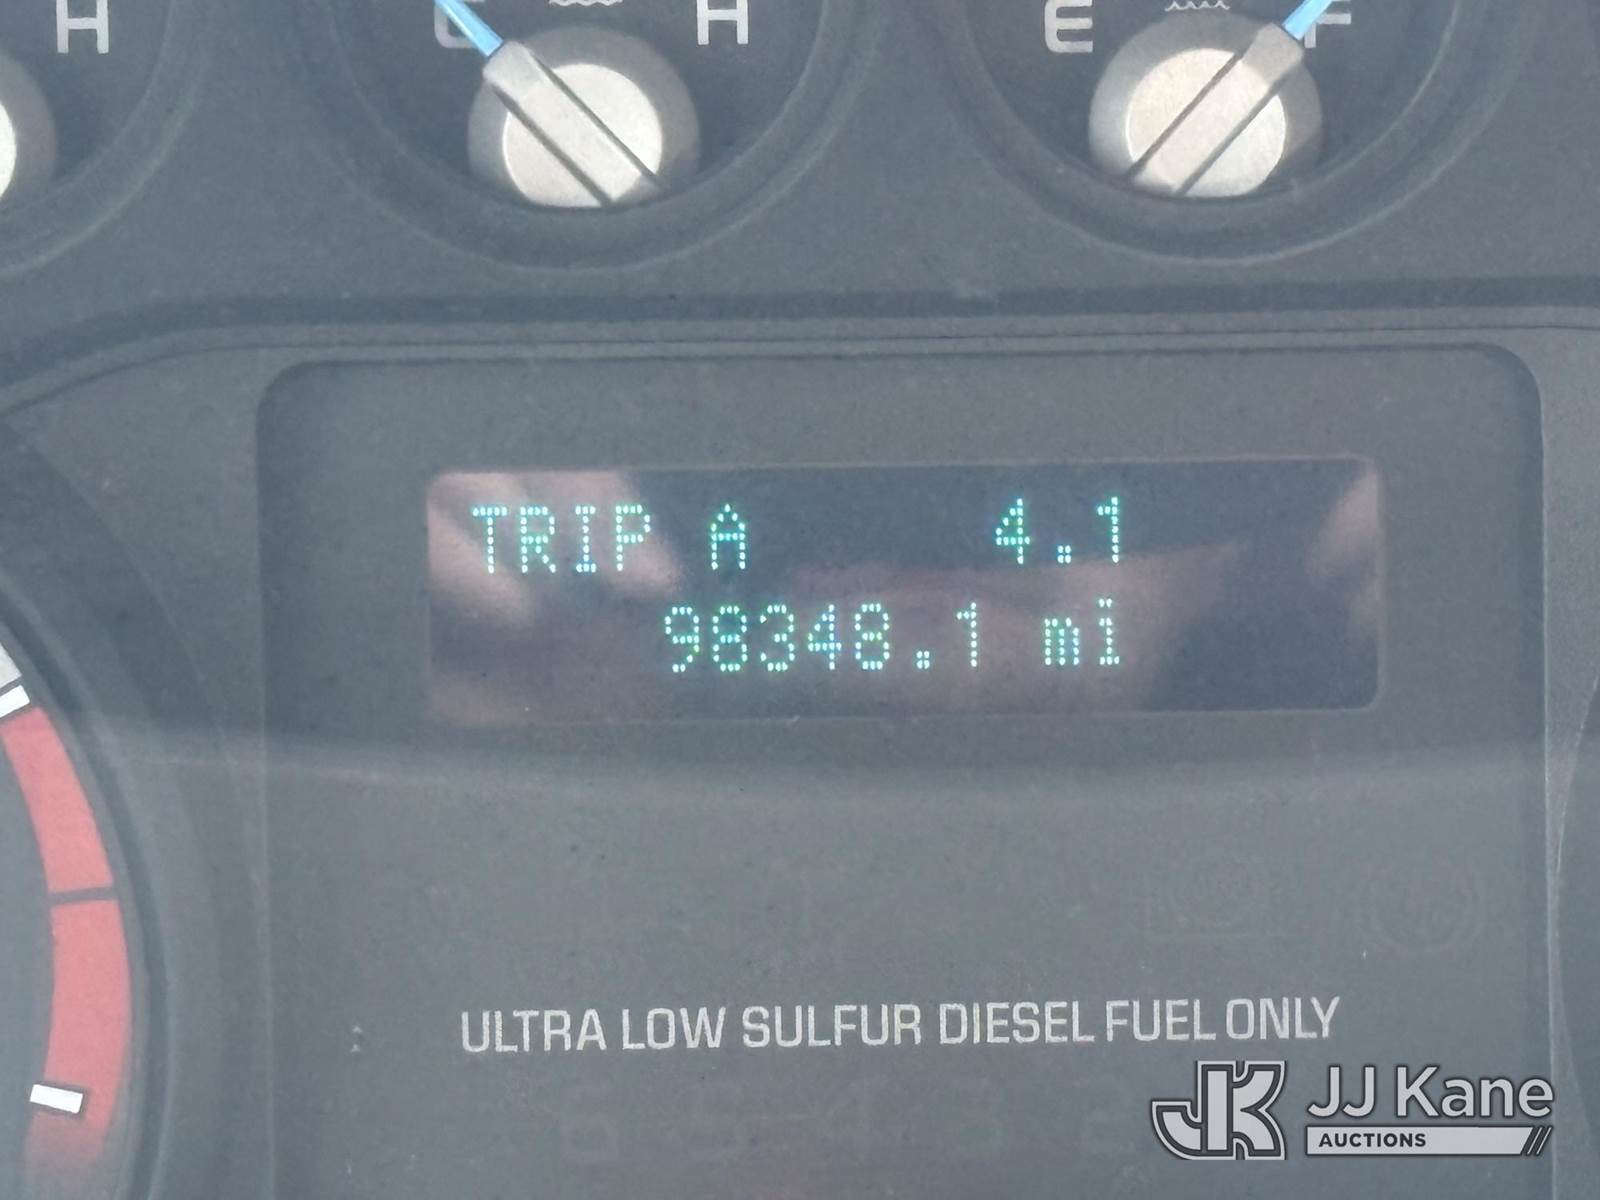 H
C
H
E
F
TRIP A 4.1
98348.1 mi
ULTRA LOW SULFUR DIESEL FUEL ONLY
JK
JJ Kane
AUCTIONS